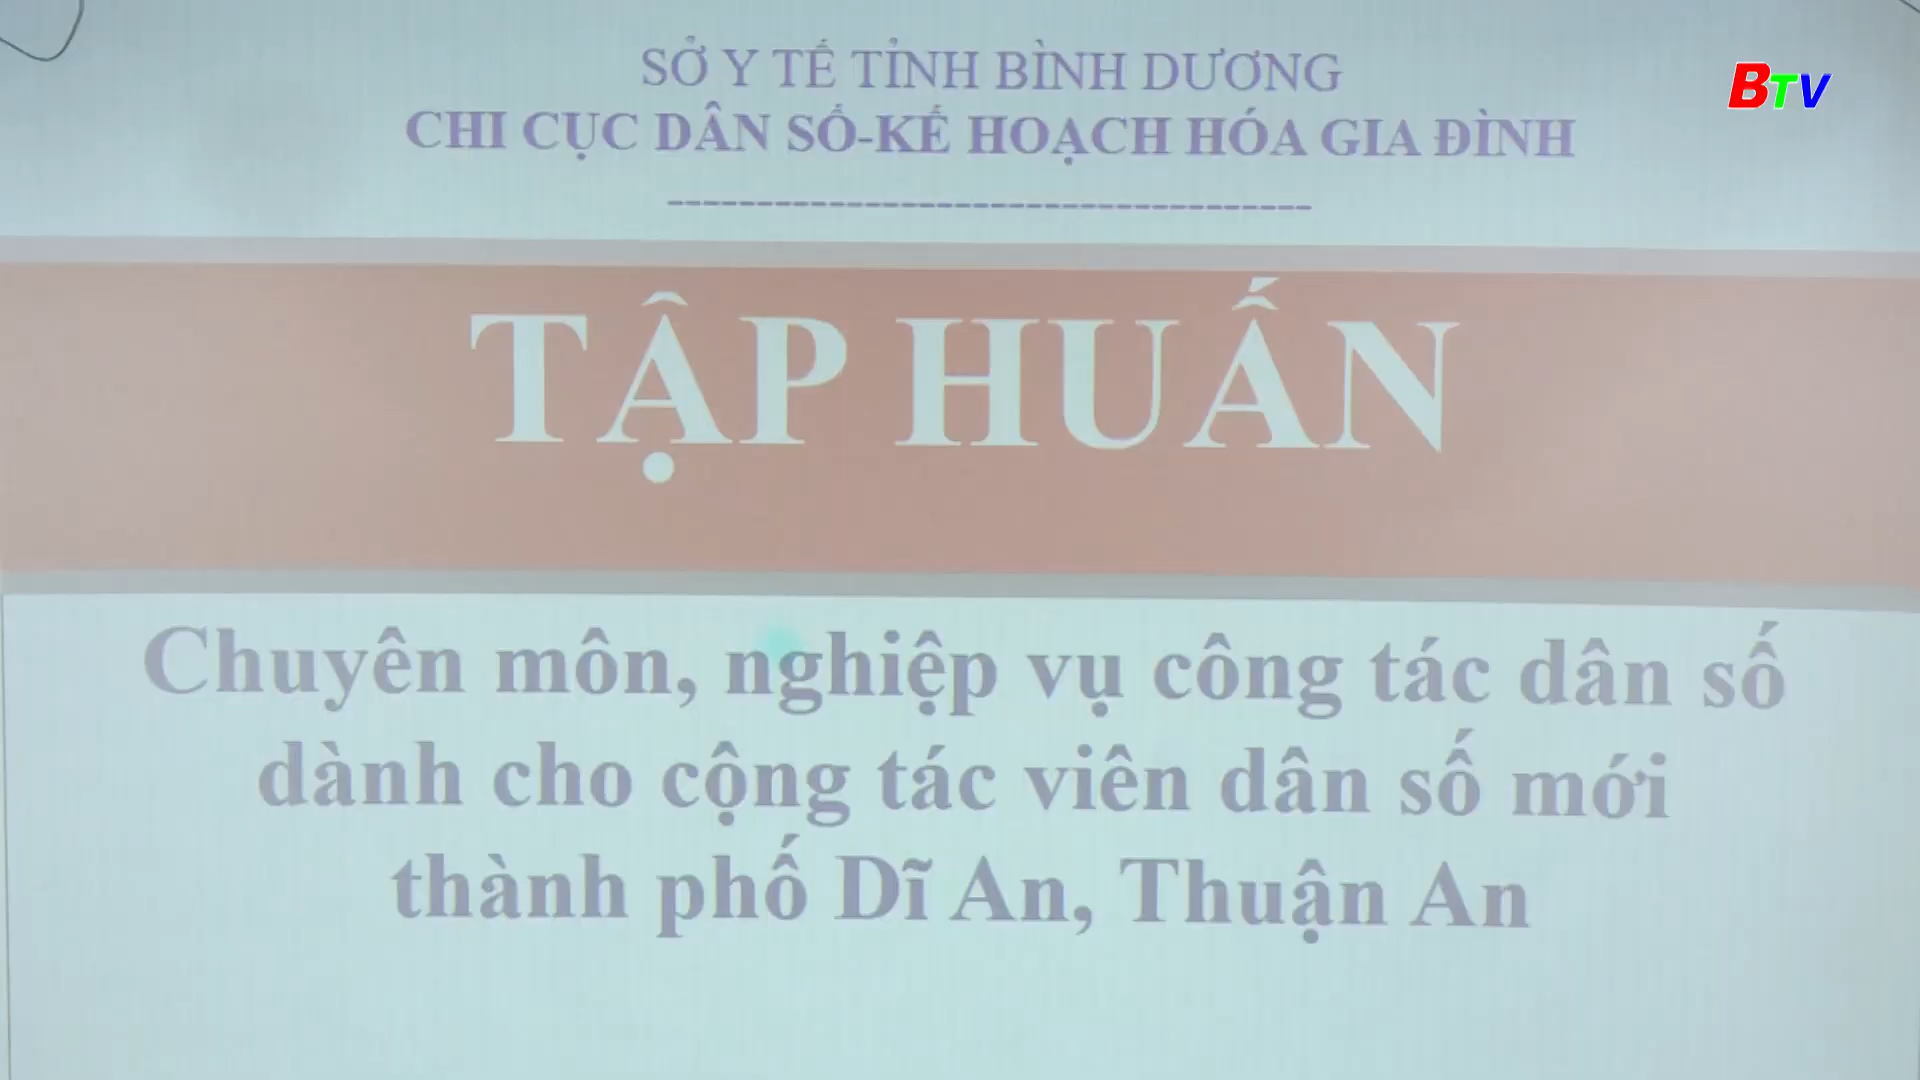 SỞ Y TẾ TỈNH BÌNH DƯƠNG
BTV
CHI CỤC DÂN SỐ-KẾ HOẠCH HÓA GIA ĐÌNH
------------------------------------
TẬP HUẤN
Chuyên môn, nghiệp vụ công tác dân số
dành cho cộng tác viên dân số mới
thành phố Dĩ An, Thuận An